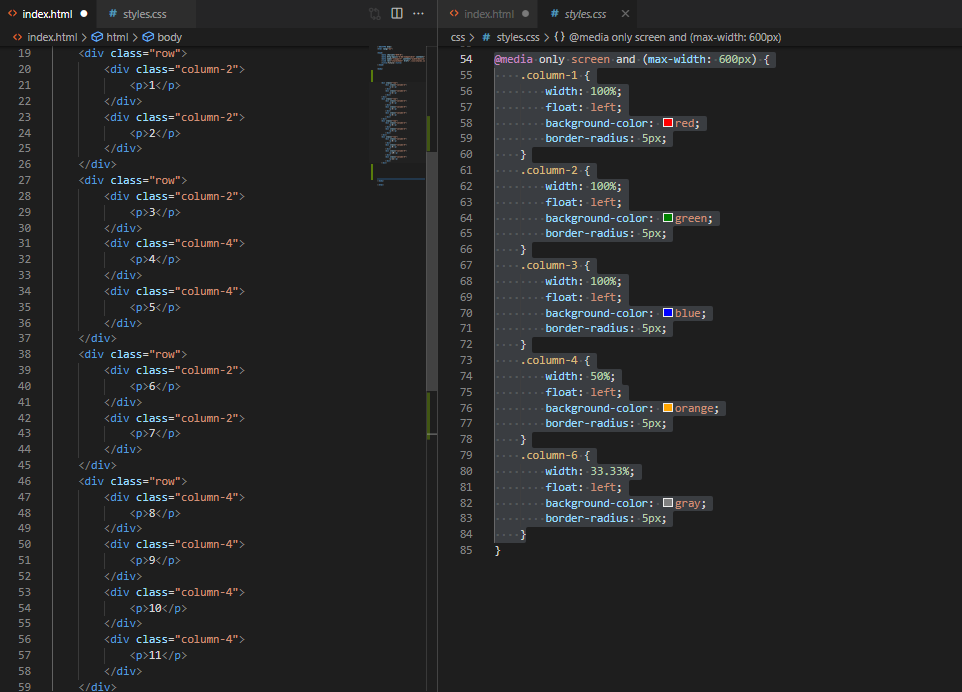 index.html
styles.css
index.html > html > body
19 <div class="row">
20 <div class="column-2">
21 <p>1</p>
22 </div>
23 <div class="column-2">
24 <p>2</p>
25 </div>
26 </div>
27 <div class="row">
28 <div class="column-2">
29 <p>3</p>
30 </div>
31 <div class="column-4">
32 <p>4</p>
33 </div>
34 <div class="column-4">
35 <p>5</p>
36 </div>
37 </div>
38 <div class="row">
39 <div class="column-2">
40 <p>6</p>
41 </div>
42 <div class="column-2">
43 <p>7</p>
44 </div>
45 </div>
46 <div class="row">
47 <div class="column-4">
48 <p>8</p>
49 </div>
50 <div class="column-4">
51 <p>9</p>
52 </div>
53 <div class="column-4">
54 <p>10</p>
55 </div>
56 <div class="column-4">
57 <p>11</p>
58 </div>
59 </div>
index.html
styles.css
css > # styles.css > {} @media only screen and (max-width: 600px)
54 @media only screen and (max-width: 600px) {
55 .column-1 {
56 width: 100%;
57 float: left;
58 background-color: red;
59 border-radius: 5px;
60 }
61 .column-2 {
62 width: 100%;
63 float: left;
64 background-color: green;
65 border-radius: 5px;
66 }
67 .column-3 {
68 width: 100%;
69 float: left;
70 background-color: blue;
71 border-radius: 5px;
72 }
73 .column-4 {
74 width: 50%;
75 float: left;
76 background-color: orange;
77 border-radius: 5px;
78 }
79 .column-6 {
80 width: 33.33%;
81 float: left;
82 background-color: gray;
83 border-radius: 5px;
84 }
85 }